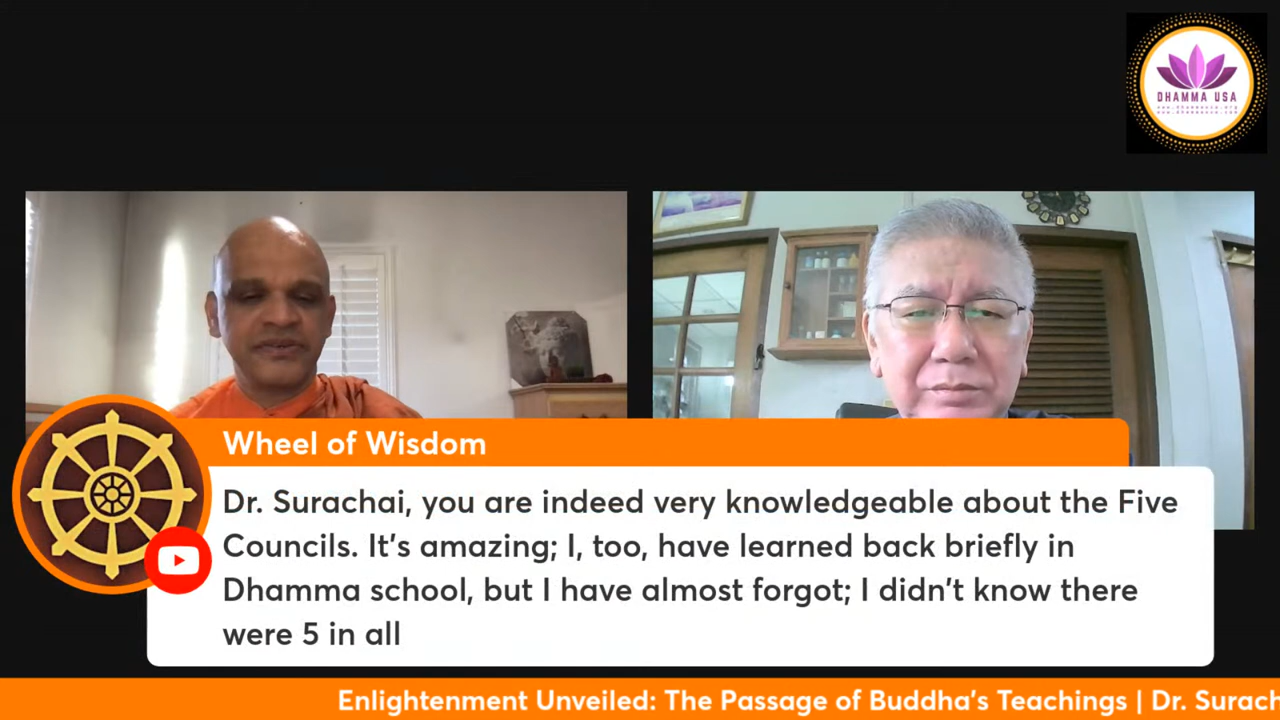 DHAMMA USA
Wheel of Wisdom
Dr. Surachai, you are indeed very knowledgeable about the Five
Councils. It's amazing; I, too, have learned back briefly in
Dhamma school, but I have almost forgot; I didn't know there
were 5 in all
Enlightenment Unveiled: The Passage of Buddha's Teachings | Dr. Surach